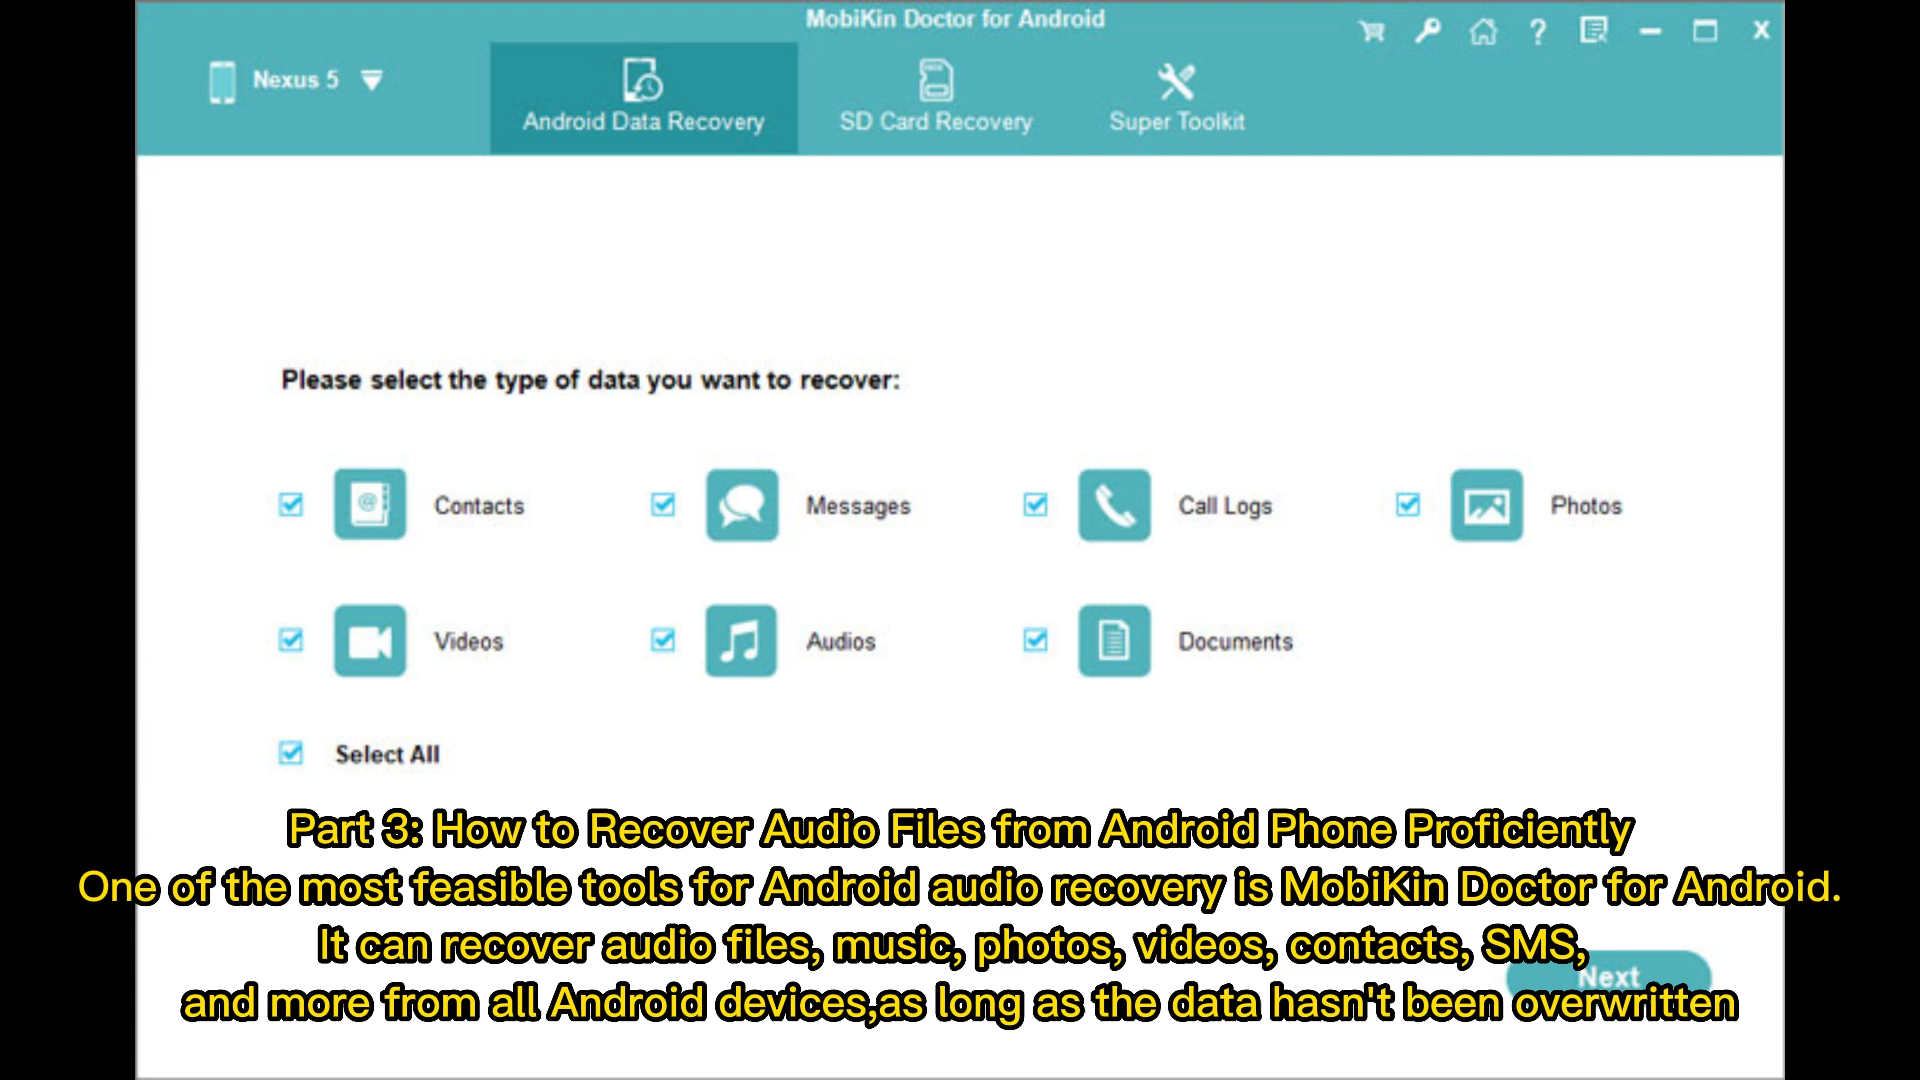 MobiKin Doctor for Android
Nexus 5
Android Data Recovery
SD Card Recovery
Super Toolkit
Please select the type of data you want to recover:
Contacts
Messages
Call Logs
Photos
Videos
Audios
Documents
Select All
Next
Part 3: How to Recover Audio Files from Android Phone Proficiently
One of the most feasible tools for Android audio recovery is MobiKin Doctor for Android.
It can recover audio files, music, photos, videos, contacts, SMS,
and more from all Android devices,as long as the data hasn't been overwritten